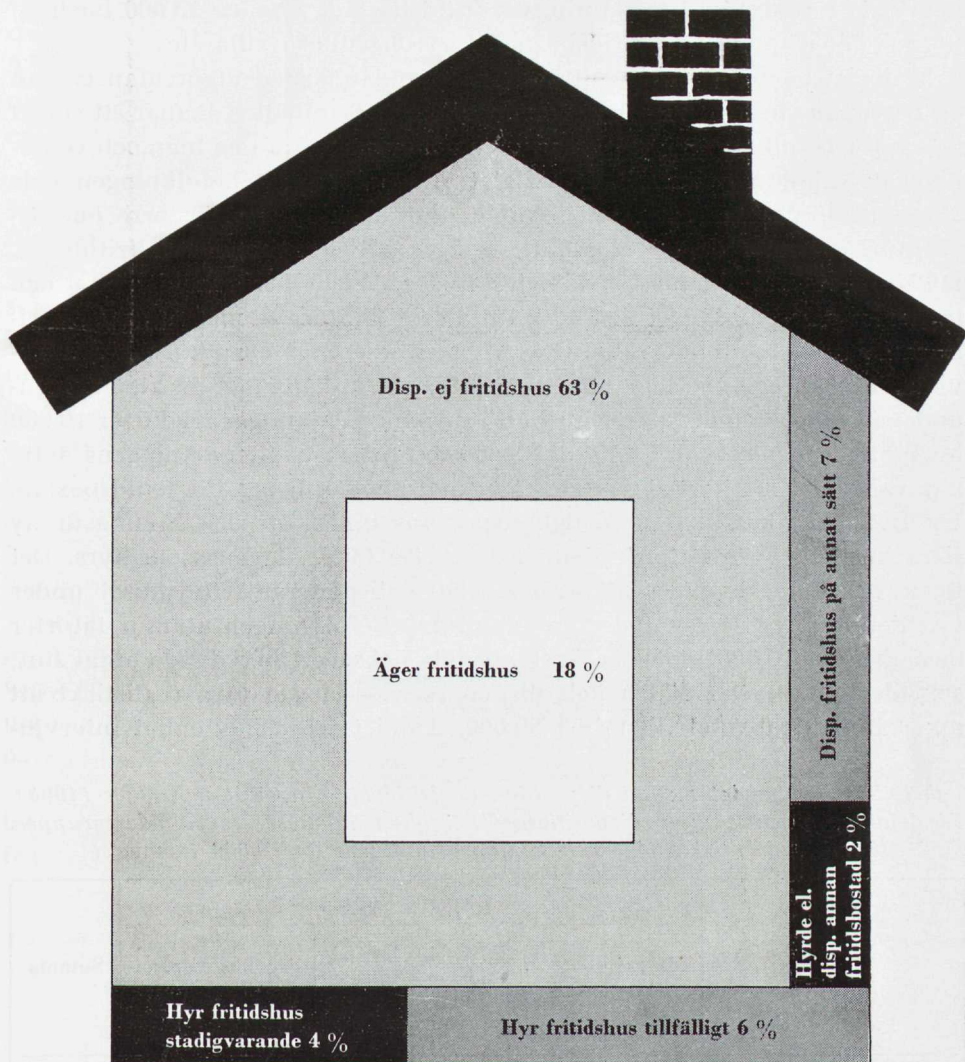 Disp. ej fritidshus 63 %
Disp. fritidshus på annat sätt 7 %
Äger fritidshus 18 %
Hyrde el.
disp. annan
fritidsbostad 2 %
Hyr fritidshus
stadigvarande 4 %
Hyr fritidshus tillfälligt 6 %